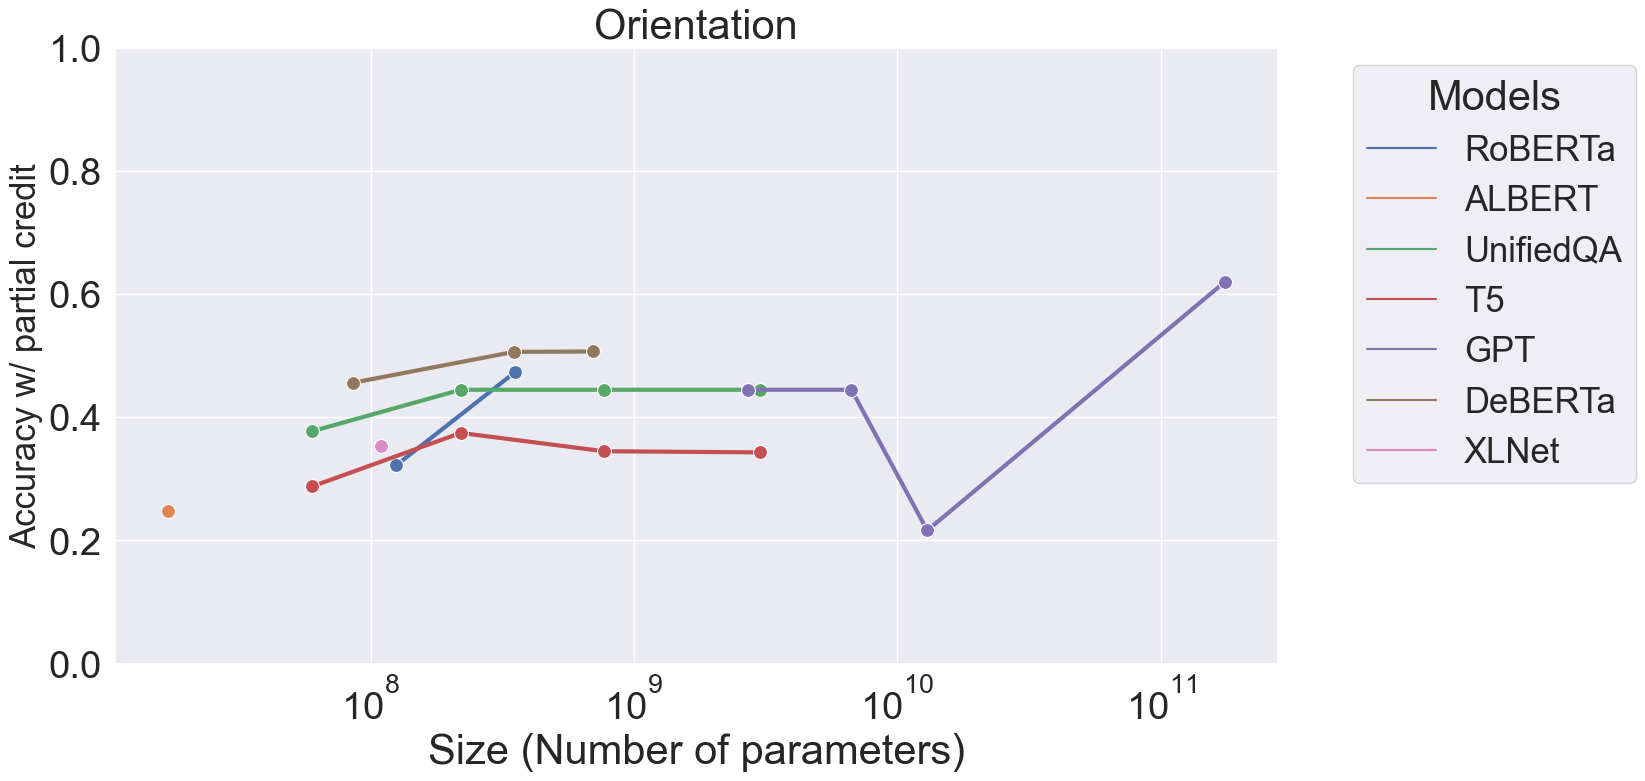 Orientation
1.0
0.8
0.6
0.4
0.2
0.0
Accuracy w/ partial credit
10^8
10^9
10^10
10^11
Size (Number of parameters)
Models
RoBERTa
ALBERT
UnifiedQA
T5
GPT
DeBERTa
XLNet